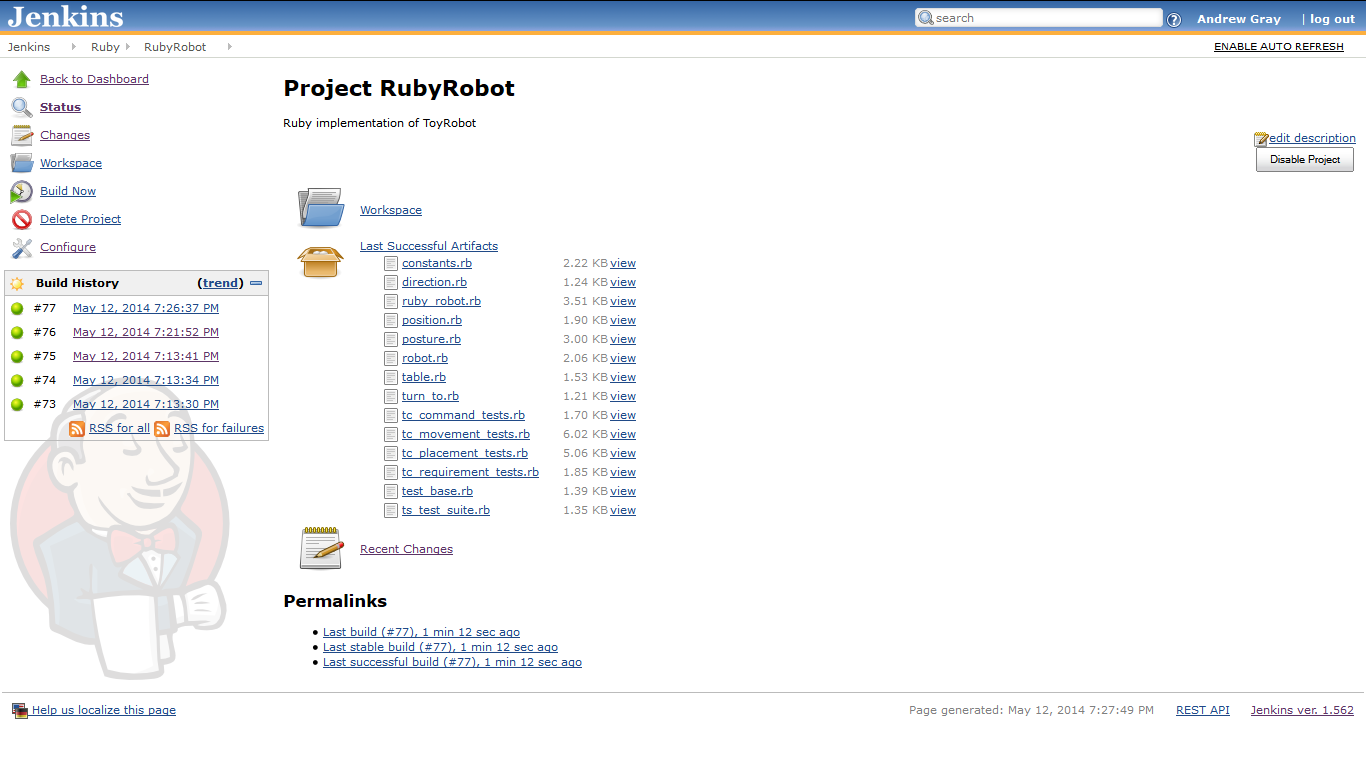 Jenkins
search
? Andrew Gray | log out
Jenkins Ruby RubyRobot
ENABLE AUTO REFRESH
Back to Dashboard
Status
Changes
Workspace
Build Now
Delete Project
Configure
Build History (trend)
#77 May 12, 2014 7:26:37 PM
#76 May 12, 2014 7:21:52 PM
#75 May 12, 2014 7:13:41 PM
#74 May 12, 2014 7:13:34 PM
#73 May 12, 2014 7:13:30 PM
RSS for all RSS for failures
Project RubyRobot
Ruby implementation of ToyRobot
edit description
Disable Project
Workspace
Last Successful Artifacts
constants.rb 2.22 KB view
direction.rb 1.24 KB view
ruby_robot.rb 3.51 KB view
position.rb 1.90 KB view
posture.rb 3.00 KB view
robot.rb 2.06 KB view
table.rb 1.53 KB view
turn_to.rb 1.21 KB view
tc_command_tests.rb 1.70 KB view
tc_movement_tests.rb 6.02 KB view
tc_placement_tests.rb 5.06 KB view
tc_requirement_tests.rb 1.85 KB view
test_base.rb 1.39 KB view
ts_test_suite.rb 1.35 KB view
Recent Changes
Permalinks
• Last build (#77), 1 min 12 sec ago
• Last stable build (#77), 1 min 12 sec ago
• Last successful build (#77), 1 min 12 sec ago
Help us localize this page
Page generated: May 12, 2014 7:27:49 PM REST API Jenkins ver. 1.562